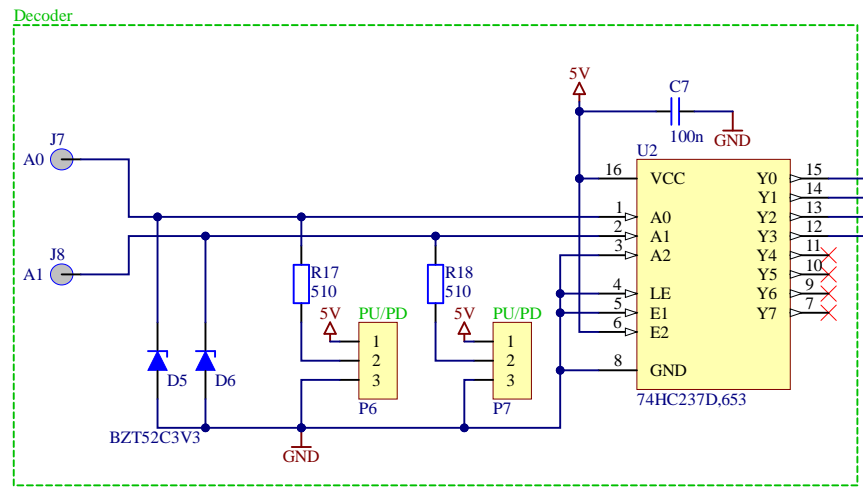 Decoder
5V
C7
100n
GND
J7
A0
U2
16 VCC Y0 15
Y1 14
1 A0 Y2 13
2 A1 Y3 12
3 A2 Y4 11
Y5 10
4 LE Y6 9
5 E1 Y7 7
6 E2
8 GND
74HC237D,653
J8
A1
R17
510
R18
510
5V PU/PD
1
2
3
P6
5V PU/PD
1
2
3
P7
D5
D6
BZT52C3V3
GND